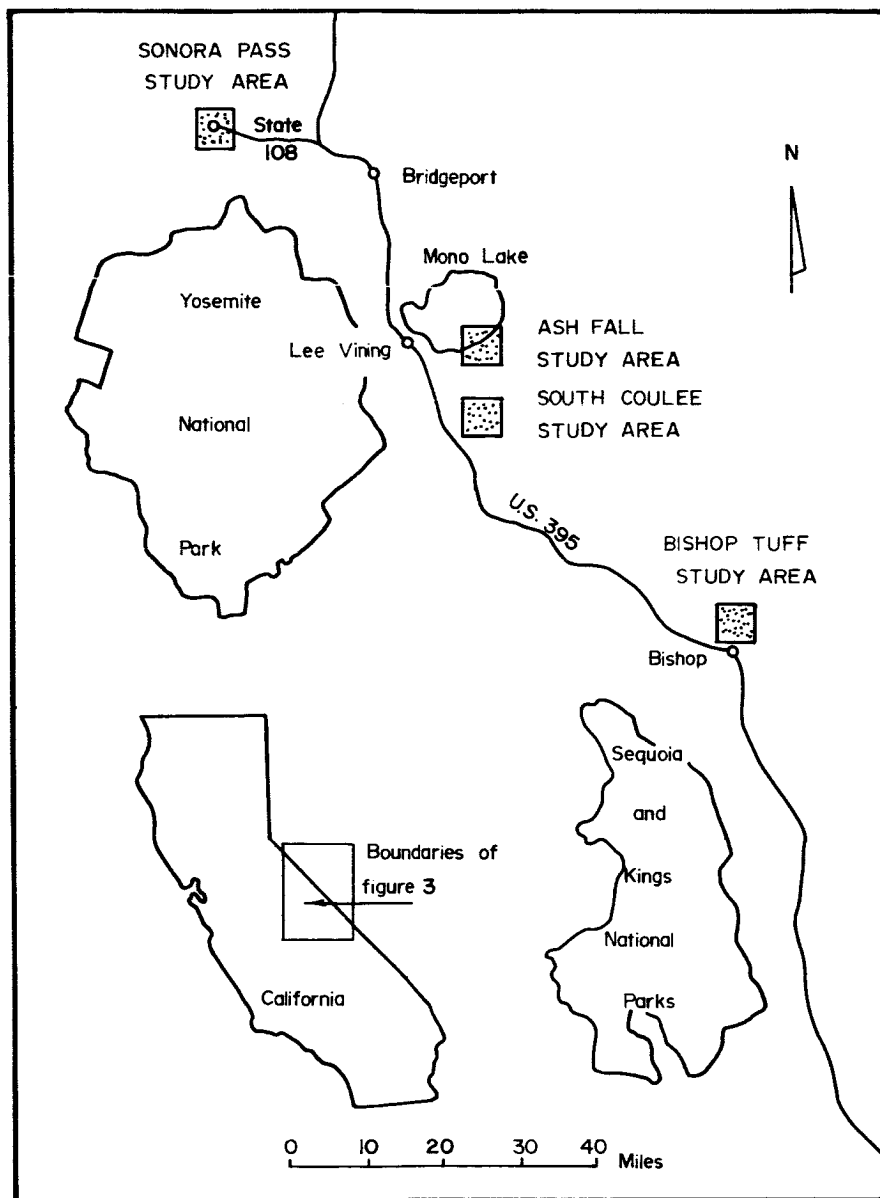 SONORA PASS
STUDY AREA
State
108
Bridgeport
N
Mono Lake
Yosemite
Lee Vining
ASH FALL
STUDY AREA
SOUTH COULEE
STUDY AREA
National
U.S. 395
Park
BISHOP TUFF
STUDY AREA
Bishop
Sequoia
and
Kings
National
Parks
Boundaries of
figure 3
California
0 10 20 40 Miles